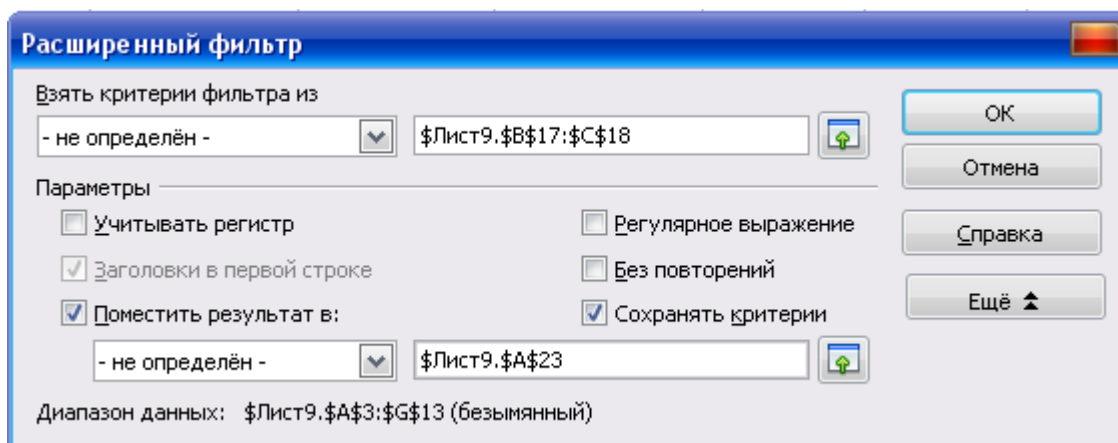 Расширенный фильтр
Взять критерии фильтра из
- не определён - $Лист9.$B$17:$C$18
ОК
Отмена
Параметры
Учитывать регистр Регулярное выражение
Справка
Заголовки в первой строке Без повторений
Поместить результат в: Сохранять критерии
Ещё
- не определён - $Лист9.$A$23
Диапазон данных: $Лист9.$A$3:$G$13 (безымянный)